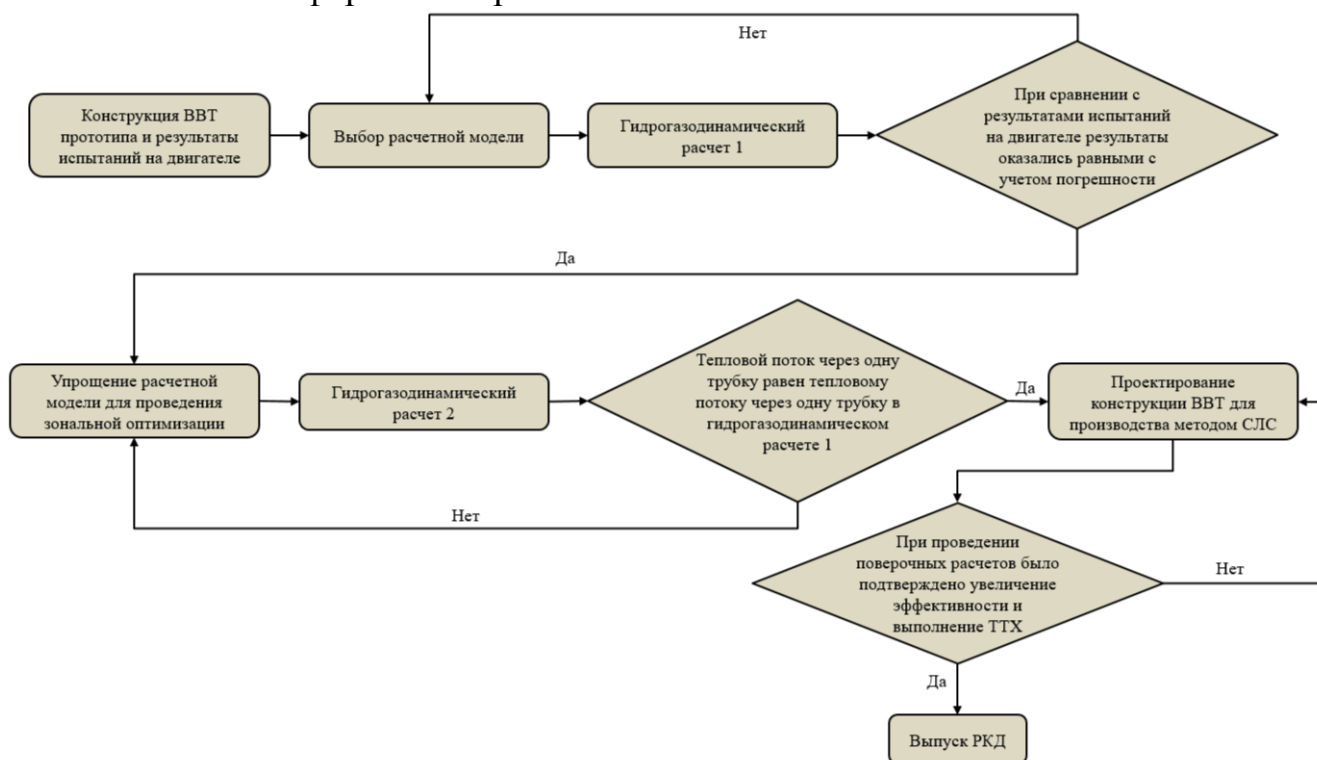 Нет
Конструкция ВВТ
прототипа и результаты
испытаний на двигателе
Выбор расчетной модели
Гидрогазодинамический
расчет 1
При сравнении с
результатами испытаний
на двигателе результаты
оказались равными с
учетом погрешности
Да
Упрощение расчетной
модели для проведения
зональной оптимизации
Гидрогазодинамический
расчет 2
Тепловой поток через одну
трубку равен тепловому
потоку через одну трубку в
гидрогазодинамическом
расчете 1
Да
Проектирование
конструкции ВВТ для
производства методом СЛС
Нет
При проведении
поверочных расчетов было
подтверждено увеличение
эффективности и
выполнение ТТХ
Нет
Да
Выпуск РКД